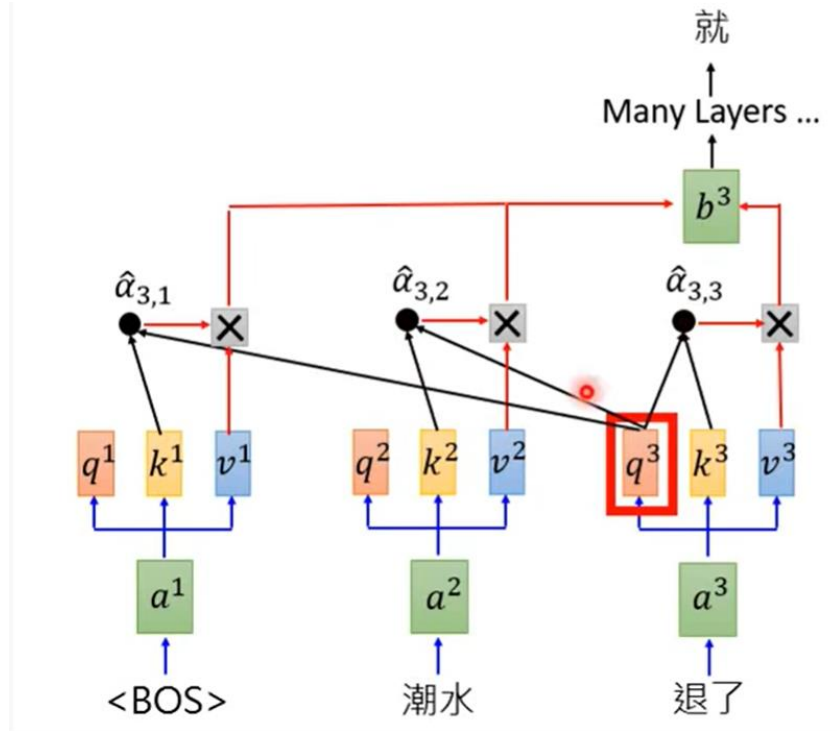 就
Many Layers ...
b³
α̂₃,₁ α̂₃,₂ α̂₃,₃
q¹ k¹ v¹ q² k² v² q³ k³ v³
a¹ a² a³
<BOS> 潮水 退了